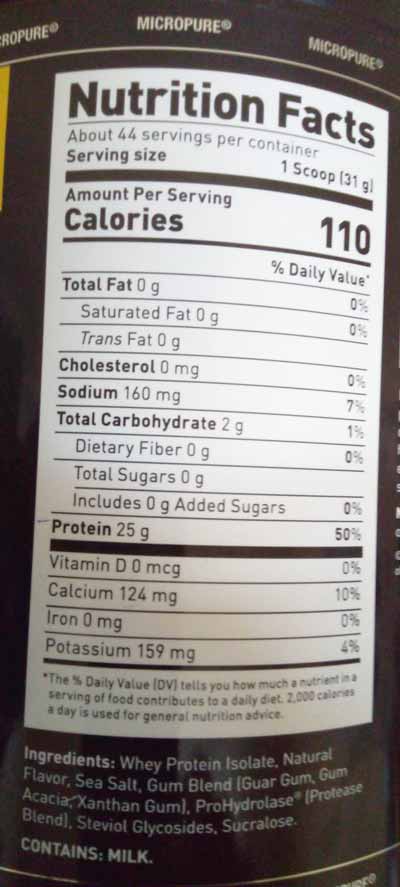 MICROPURE®
MICROPURE®
MICROPURE®
Nutrition Facts
About 44 servings per container
Serving size 1 Scoop (31 g)
Amount Per Serving
Calories 110
% Daily Value*
Total Fat 0 g 0%
Saturated Fat 0 g 0%
Trans Fat 0 g
Cholesterol 0 mg 0%
Sodium 160 mg 7%
Total Carbohydrate 2 g 1%
Dietary Fiber 0 g 0%
Total Sugars 0 g
Includes 0 g Added Sugars 0%
Protein 25 g 50%
Vitamin D 0 mcg 0%
Calcium 124 mg 10%
Iron 0 mg 0%
Potassium 159 mg 4%
*The % Daily Value (DV) tells you how much a nutrient in a
serving of food contributes to a daily diet. 2,000 calories
a day is used for general nutrition advice.
Ingredients: Whey Protein Isolate, Natural
Flavor, Sea Salt, Gum Blend (Guar Gum, Gum
Acacia, Xanthan Gum), ProHydrolase® (Protease
Blend), Steviol Glycosides, Sucralose.
CONTAINS: MILK.